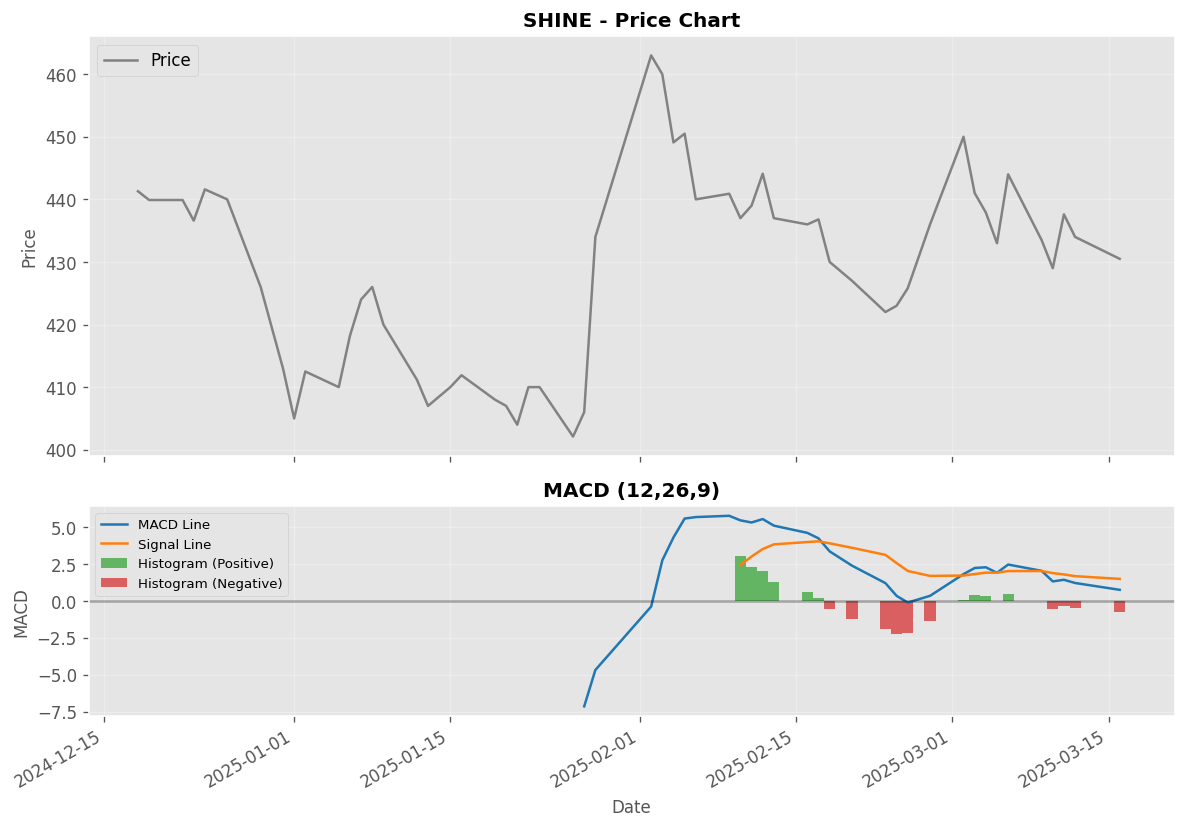 SHINE - Price Chart
Price
460
450
440
430
420
410
400
Price
MACD (12,26,9)
MACD Line
Signal Line
Histogram (Positive)
Histogram (Negative)
5.0
2.5
0.0
−2.5
−5.0
−7.5
MACD
2024-12-15
2025-01-01
2025-01-15
2025-02-01
2025-02-15
2025-03-01
2025-03-15
Date